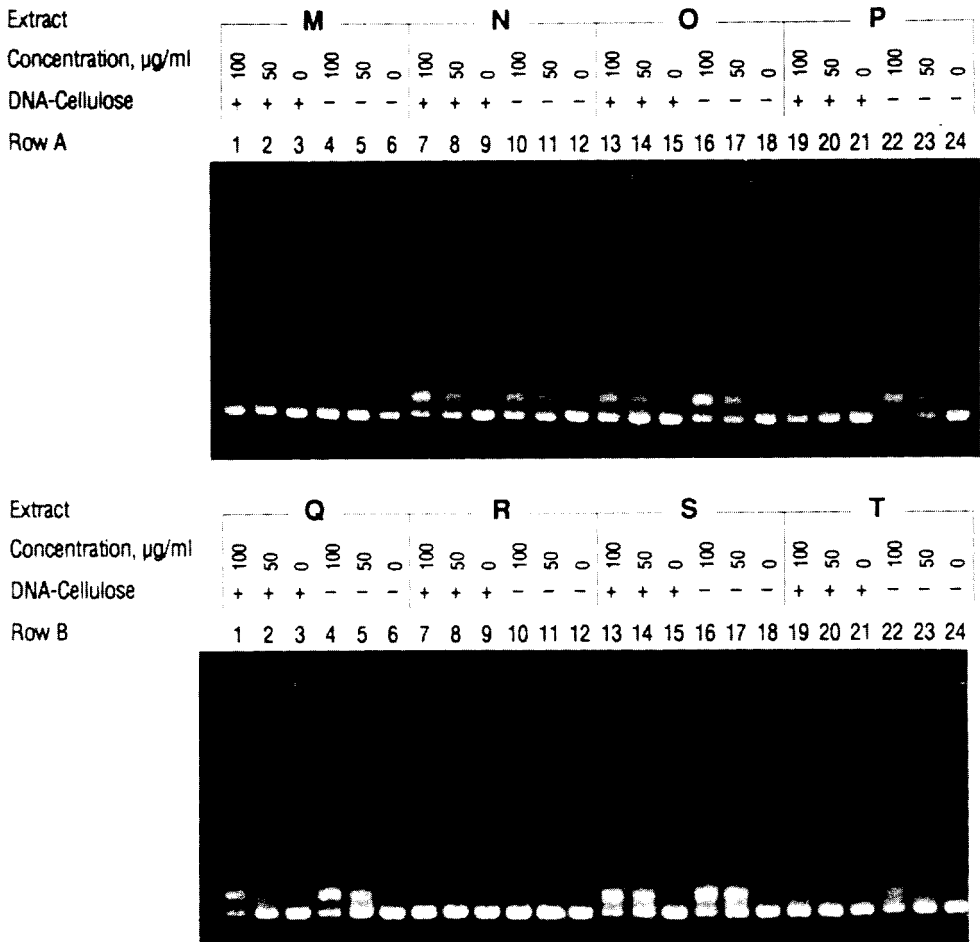 Extract M N O P
Concentration, µg/ml 100 50 0 100 50 0 100 50 0 100 50 0 100 50 0 100 50 0 100 50 0 100 50 0
DNA-Cellulose + + + - - - + + + - - - + + + - - - + + + - - -
Row A 1 2 3 4 5 6 7 8 9 10 11 12 13 14 15 16 17 18 19 20 21 22 23 24
Extract Q R S T
Concentration, µg/ml 100 50 0 100 50 0 100 50 0 100 50 0 100 50 0 100 50 0 100 50 0 100 50 0
DNA-Cellulose + + + - - - + + + - - - + + + - - - + + + - - -
Row B 1 2 3 4 5 6 7 8 9 10 11 12 13 14 15 16 17 18 19 20 21 22 23 24